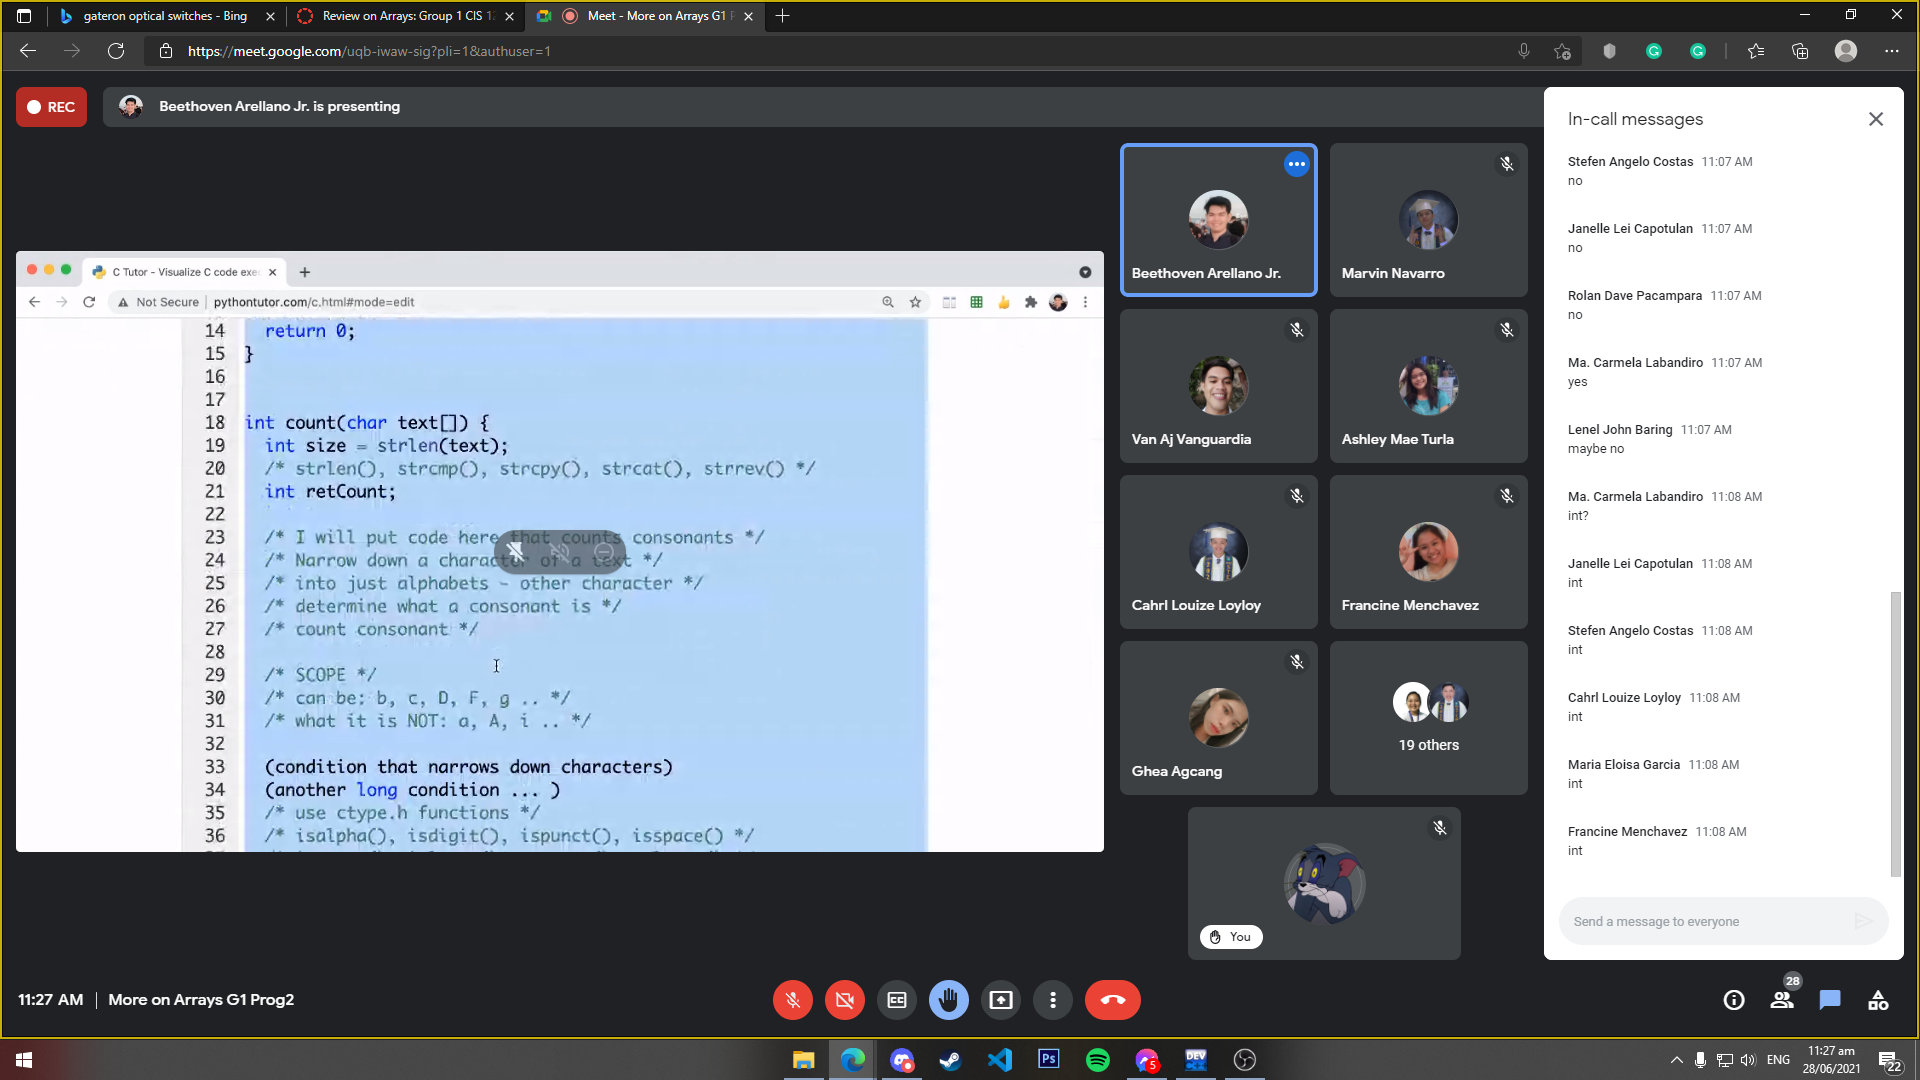 gateron optical switches - Bing
Review on Arrays: Group 1 CIS 12
Meet - More on Arrays G1 P
https://meet.google.com/uqb-iwaw-sig?pli=1&authuser=1
REC
Beethoven Arellano Jr. is presenting
C Tutor - Visualize C code exe
Not Secure | pythontutor.com/c.html#mode=edit
14 return 0;
15 }
16
17
18 int count(char text[]) {
19 int size = strlen(text);
20 /* strlen(), strcmp(), strcpy(), strcat(), strrev() */
21 int retCount;
22
23 /* I will put code here that counts consonants */
24 /* Narrow down a character of a text */
25 /* into just alphabets - other character */
26 /* determine what a consonant is */
27 /* count consonant */
28
29 /* SCOPE */
30 /* can be: b, c, D, F, g .. */
31 /* what it is NOT: a, A, i .. */
32
33 (condition that narrows down characters)
34 (another long condition ... )
35 /* use ctype.h functions */
36 /* isalpha(), isdigit(), ispunct(), isspace() */
Beethoven Arellano Jr.
Marvin Navarro
Van Aj Vanguardia
Ashley Mae Turla
Cahrl Louize Loyloy
Francine Menchavez
Ghea Agcang
19 others
You
In-call messages
Stefen Angelo Costas 11:07 AM
no
Janelle Lei Capotulan 11:07 AM
no
Rolan Dave Pacampara 11:07 AM
no
Ma. Carmela Labandiro 11:07 AM
yes
Lenel John Baring 11:07 AM
maybe no
Ma. Carmela Labandiro 11:08 AM
int?
Janelle Lei Capotulan 11:08 AM
int
Stefen Angelo Costas 11:08 AM
int
Cahrl Louize Loyloy 11:08 AM
int
Maria Eloisa Garcia 11:08 AM
int
Francine Menchavez 11:08 AM
int
Send a message to everyone
11:27 AM | More on Arrays G1 Prog2
28
Ps
5
DEV
ENG
11:27 am
28/06/2021
22